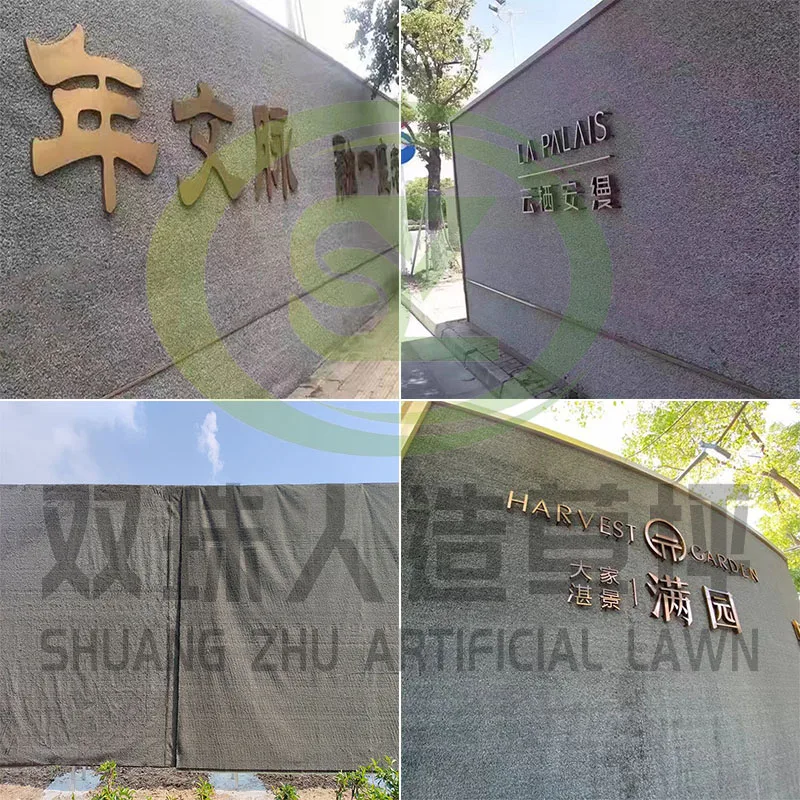 年文脉
LA PALAIS
云栖安漫
HARVEST GARDEN
大家
湛景
满园
双珠人造草坪
SHUANG ZHU ARTIFICIAL LAWN